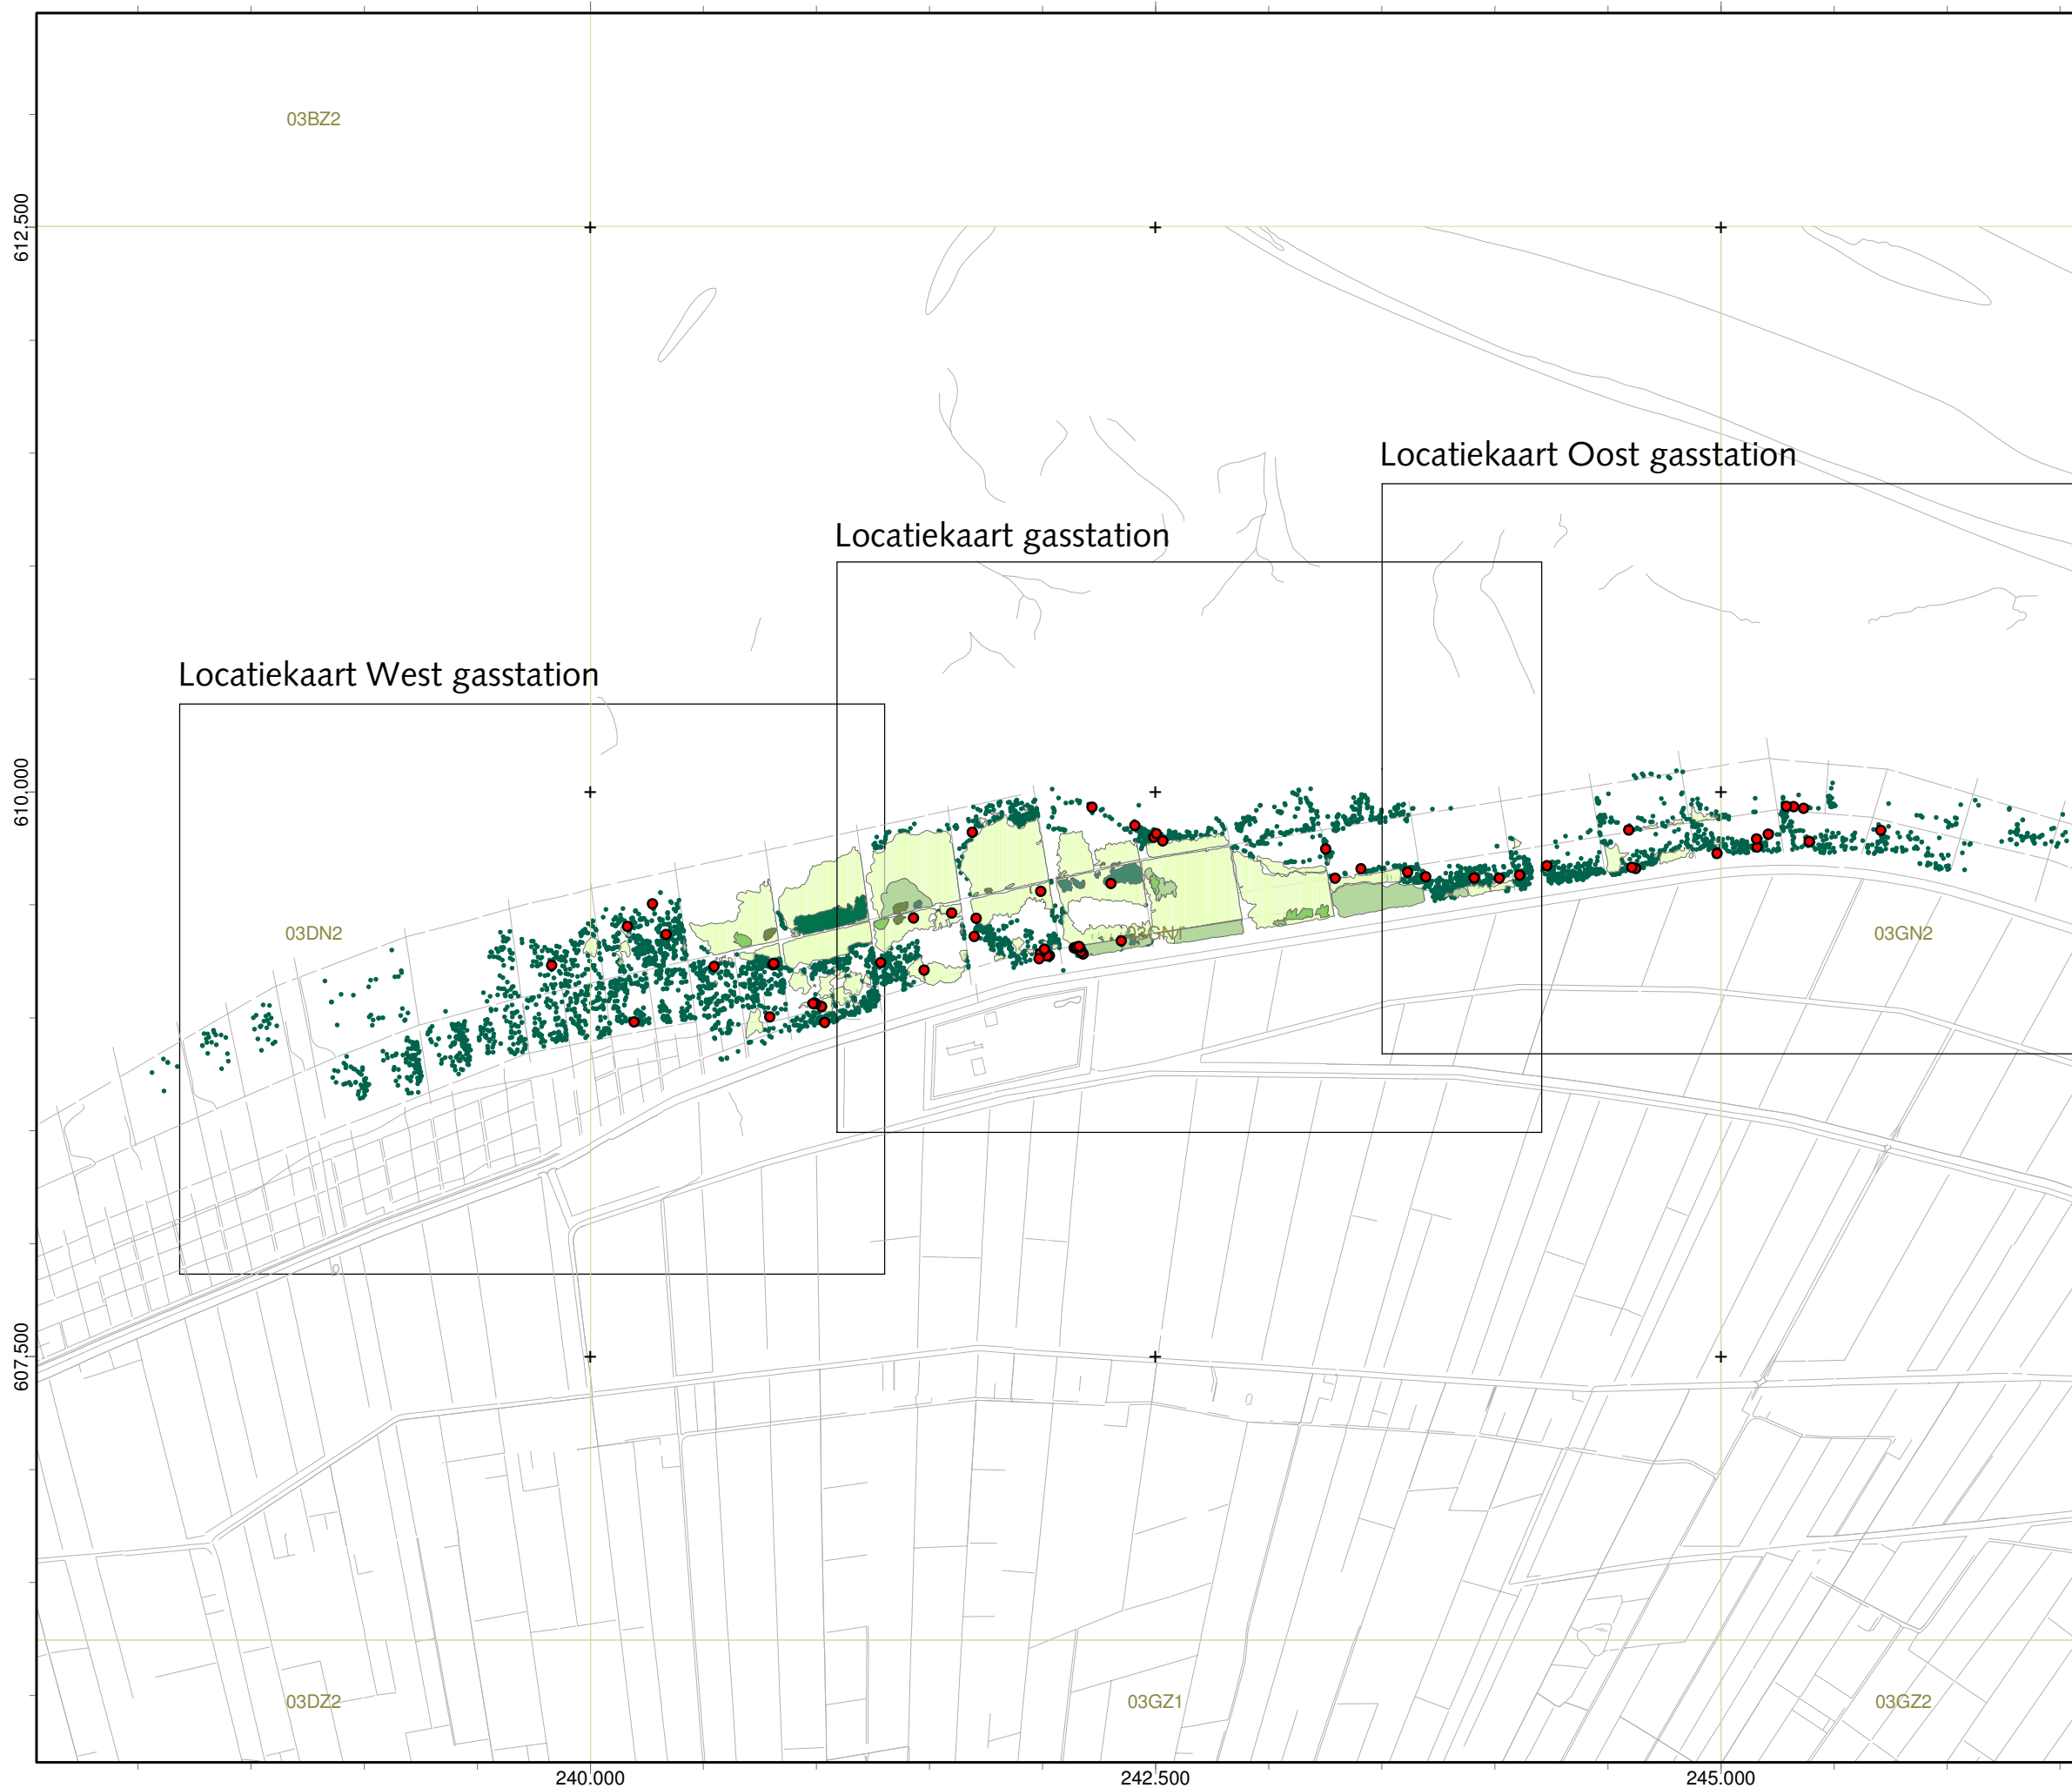 03BZ2
612.500
Locatiekaart Oost gasstation
Locatiekaart gasstation
Locatiekaart West gasstation
610.000
03DN2
03GN1
03GN2
607.500
03DZ2
03GZ1
03GZ2
240.000
242.500
245.000